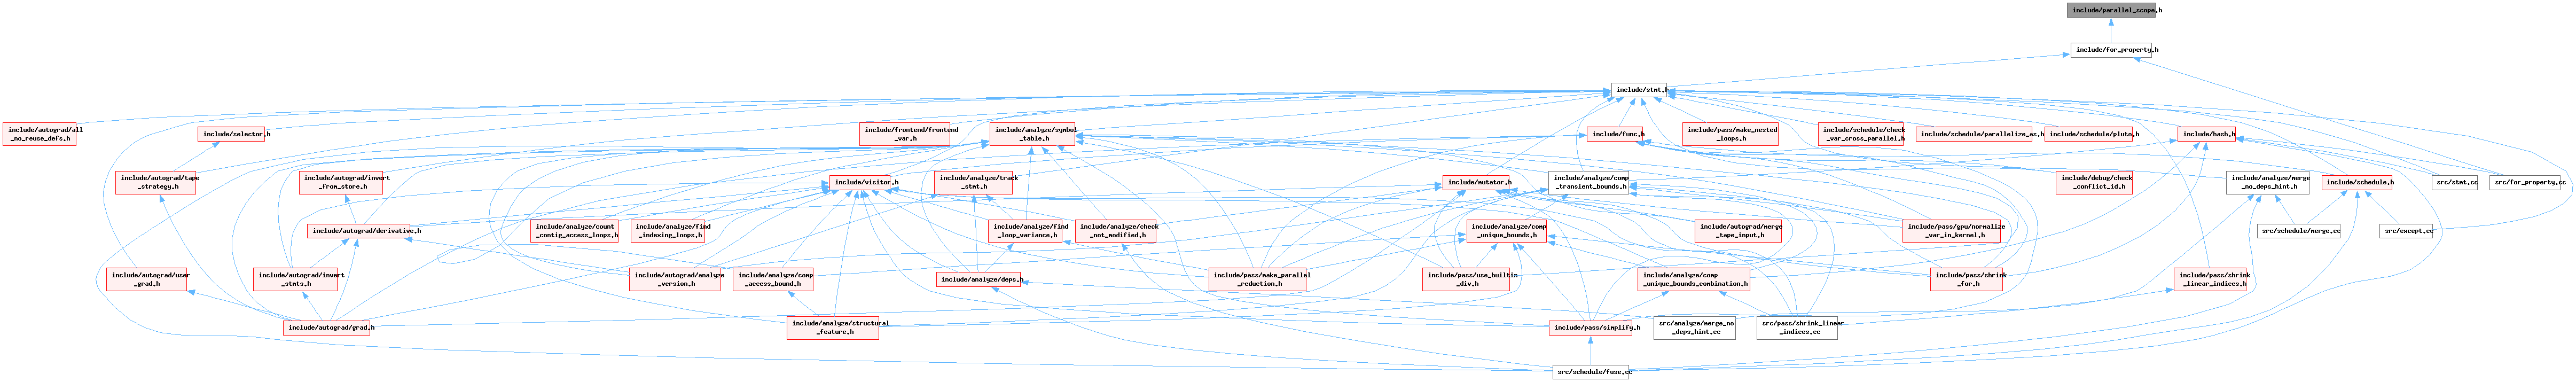 include/parallel_scope.h
include/for_property.h
include/stmt.h
include/autograd/all
_no_reuse_defs.h
include/selector.h
include/frontend/frontend
_var.h
include/analyze/symbol
_table.h
include/func.h
include/pass/make_nested
_loops.h
include/schedule/check
_var_cross_parallel.h
include/schedule/parallelize_as.h
include/schedule/pluto.h
include/hash.h
include/autograd/tape
_strategy.h
include/autograd/invert
_from_store.h
include/visitor.h
include/analyze/track
_stmt.h
include/mutator.h
include/analyze/comp
_transient_bounds.h
include/debug/check
_conflict_id.h
include/analyze/merge
_no_deps_hint.h
include/schedule.h
src/stmt.cc
src/for_property.cc
include/autograd/derivative.h
include/analyze/count
_contig_access_loops.h
include/analyze/find
_indexing_loops.h
include/analyze/find
_loop_variance.h
include/analyze/check
_not_modified.h
include/analyze/comp
_unique_bounds.h
include/autograd/merge
_tape_input.h
include/pass/gpu/normalize
_var_in_kernel.h
src/schedule/merge.cc
src/except.cc
include/autograd/user
_grad.h
include/autograd/invert
_stmts.h
include/autograd/analyze
_version.h
include/analyze/comp
_access_bound.h
include/analyze/deps.h
include/pass/make_parallel
_reduction.h
include/pass/use_builtin
_div.h
include/analyze/comp
_unique_bounds_combination.h
include/pass/shrink
_for.h
include/pass/shrink
_linear_indices.h
include/autograd/grad.h
include/analyze/structural
_feature.h
include/pass/simplify.h
src/analyze/merge_no
_deps_hint.cc
src/pass/shrink_linear
_indices.cc
src/schedule/fuse.cc